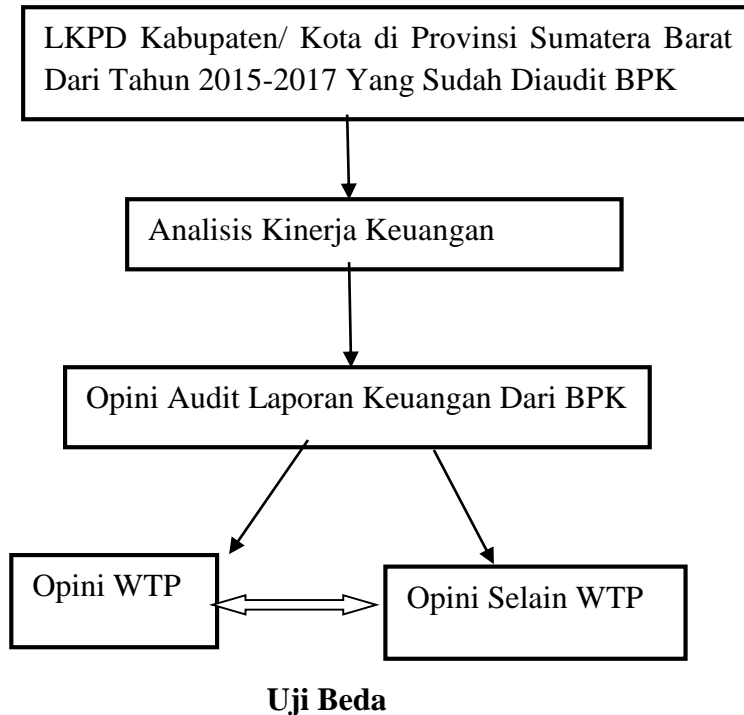 LKPD Kabupaten/ Kota di Provinsi Sumatera Barat
Dari Tahun 2015-2017 Yang Sudah Diaudit BPK
Analisis Kinerja Keuangan
Opini Audit Laporan Keuangan Dari BPK
Opini WTP
Opini Selain WTP
Uji Beda